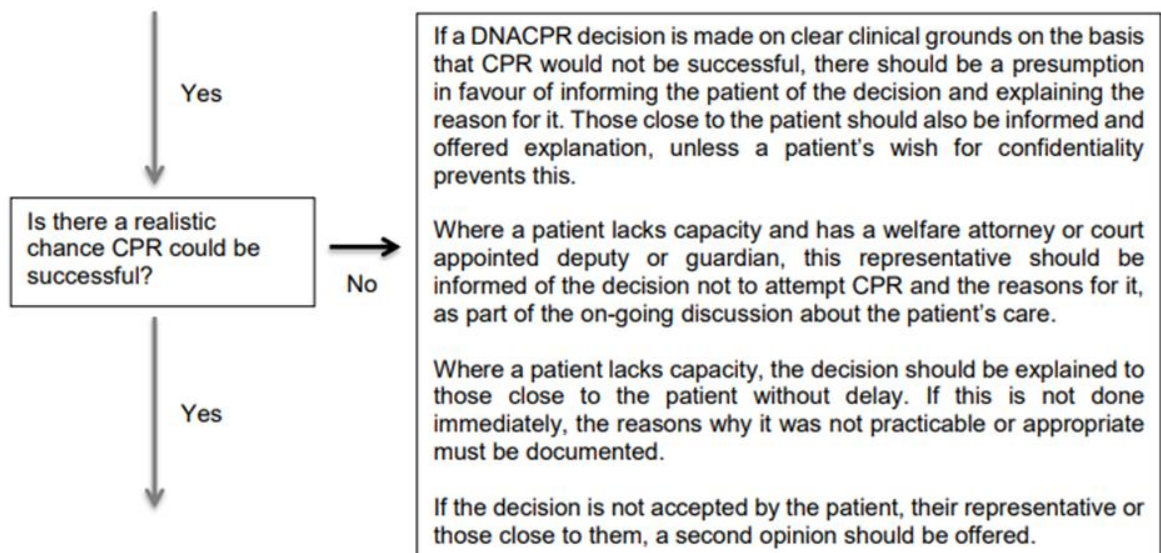 Yes
Is there a realistic
chance CPR could be
successful?
No
If a DNACPR decision is made on clear clinical grounds on the basis
that CPR would not be successful, there should be a presumption
in favour of informing the patient of the decision and explaining the
reason for it. Those close to the patient should also be informed and
offered explanation, unless a patient's wish for confidentiality
prevents this.
Where a patient lacks capacity and has a welfare attorney or court
appointed deputy or guardian, this representative should be
informed of the decision not to attempt CPR and the reasons for it,
as part of the on-going discussion about the patient's care.
Where a patient lacks capacity, the decision should be explained to
those close to the patient without delay. If this is not done
immediately, the reasons why it was not practicable or appropriate
must be documented.
If the decision is not accepted by the patient, their representative or
those close to them, a second opinion should be offered.
Yes